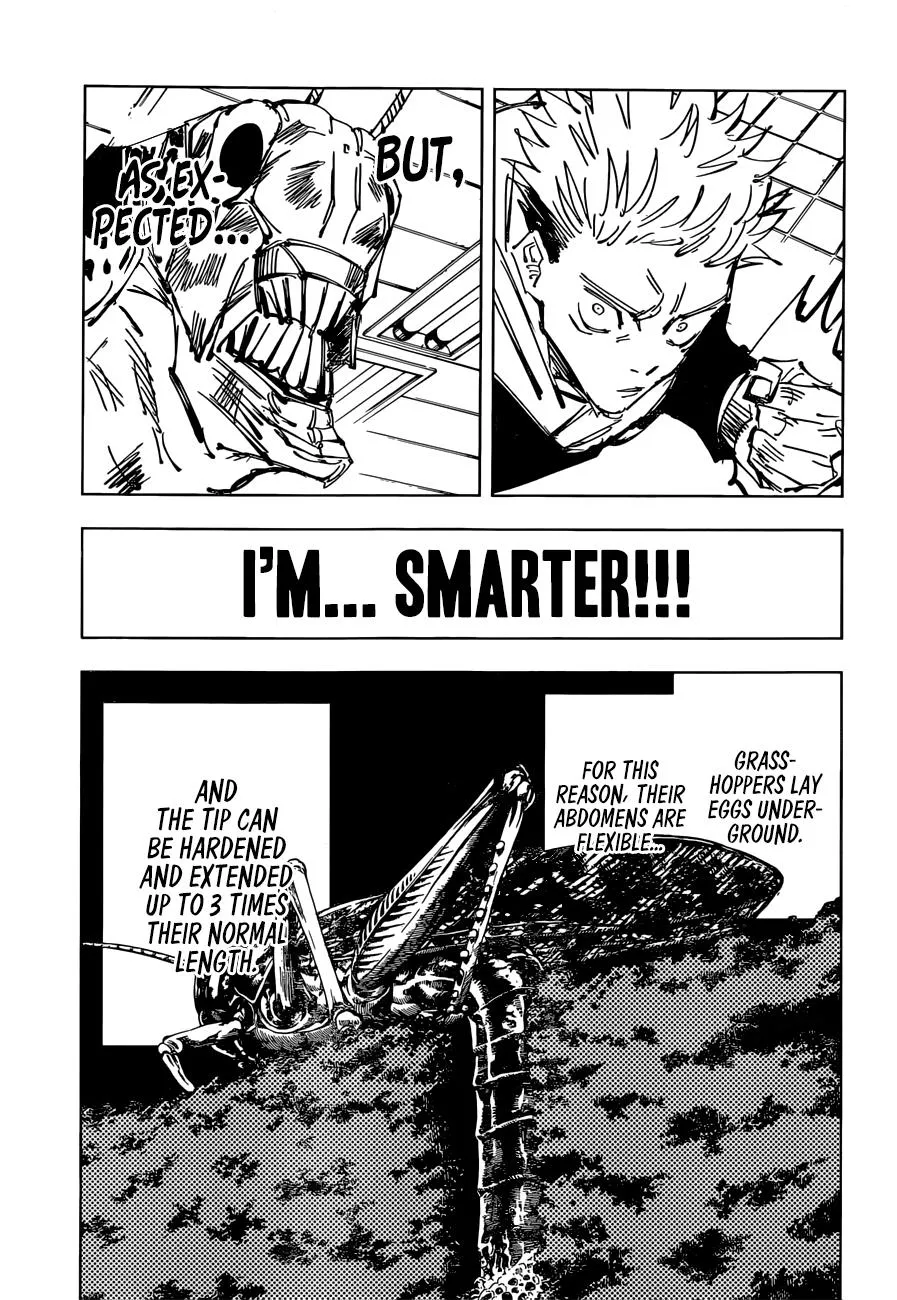 BUT,
AS EX-
PECTED...
I'M... SMARTER!!!
GRASS-
HOPPERS LAY
EGGS UNDER-
GROUND.
FOR THIS
REASON, THEIR
ABDOMENS ARE
FLEXIBLE...
AND
THE TIP CAN
BE HARDENED
AND EXTENDED
UP TO 3 TIMES
THEIR NORMAL
LENGTH.